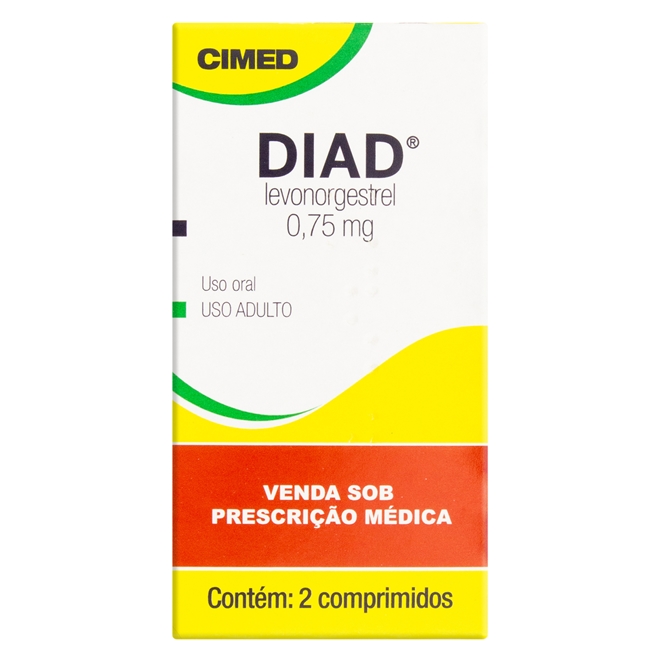 CIMED
DIAD®
levonorgestrel
0,75 mg
Uso oral
USO ADULTO
VENDA SOB
PRESCRIÇÃO MÉDICA
Contém: 2 comprimidos